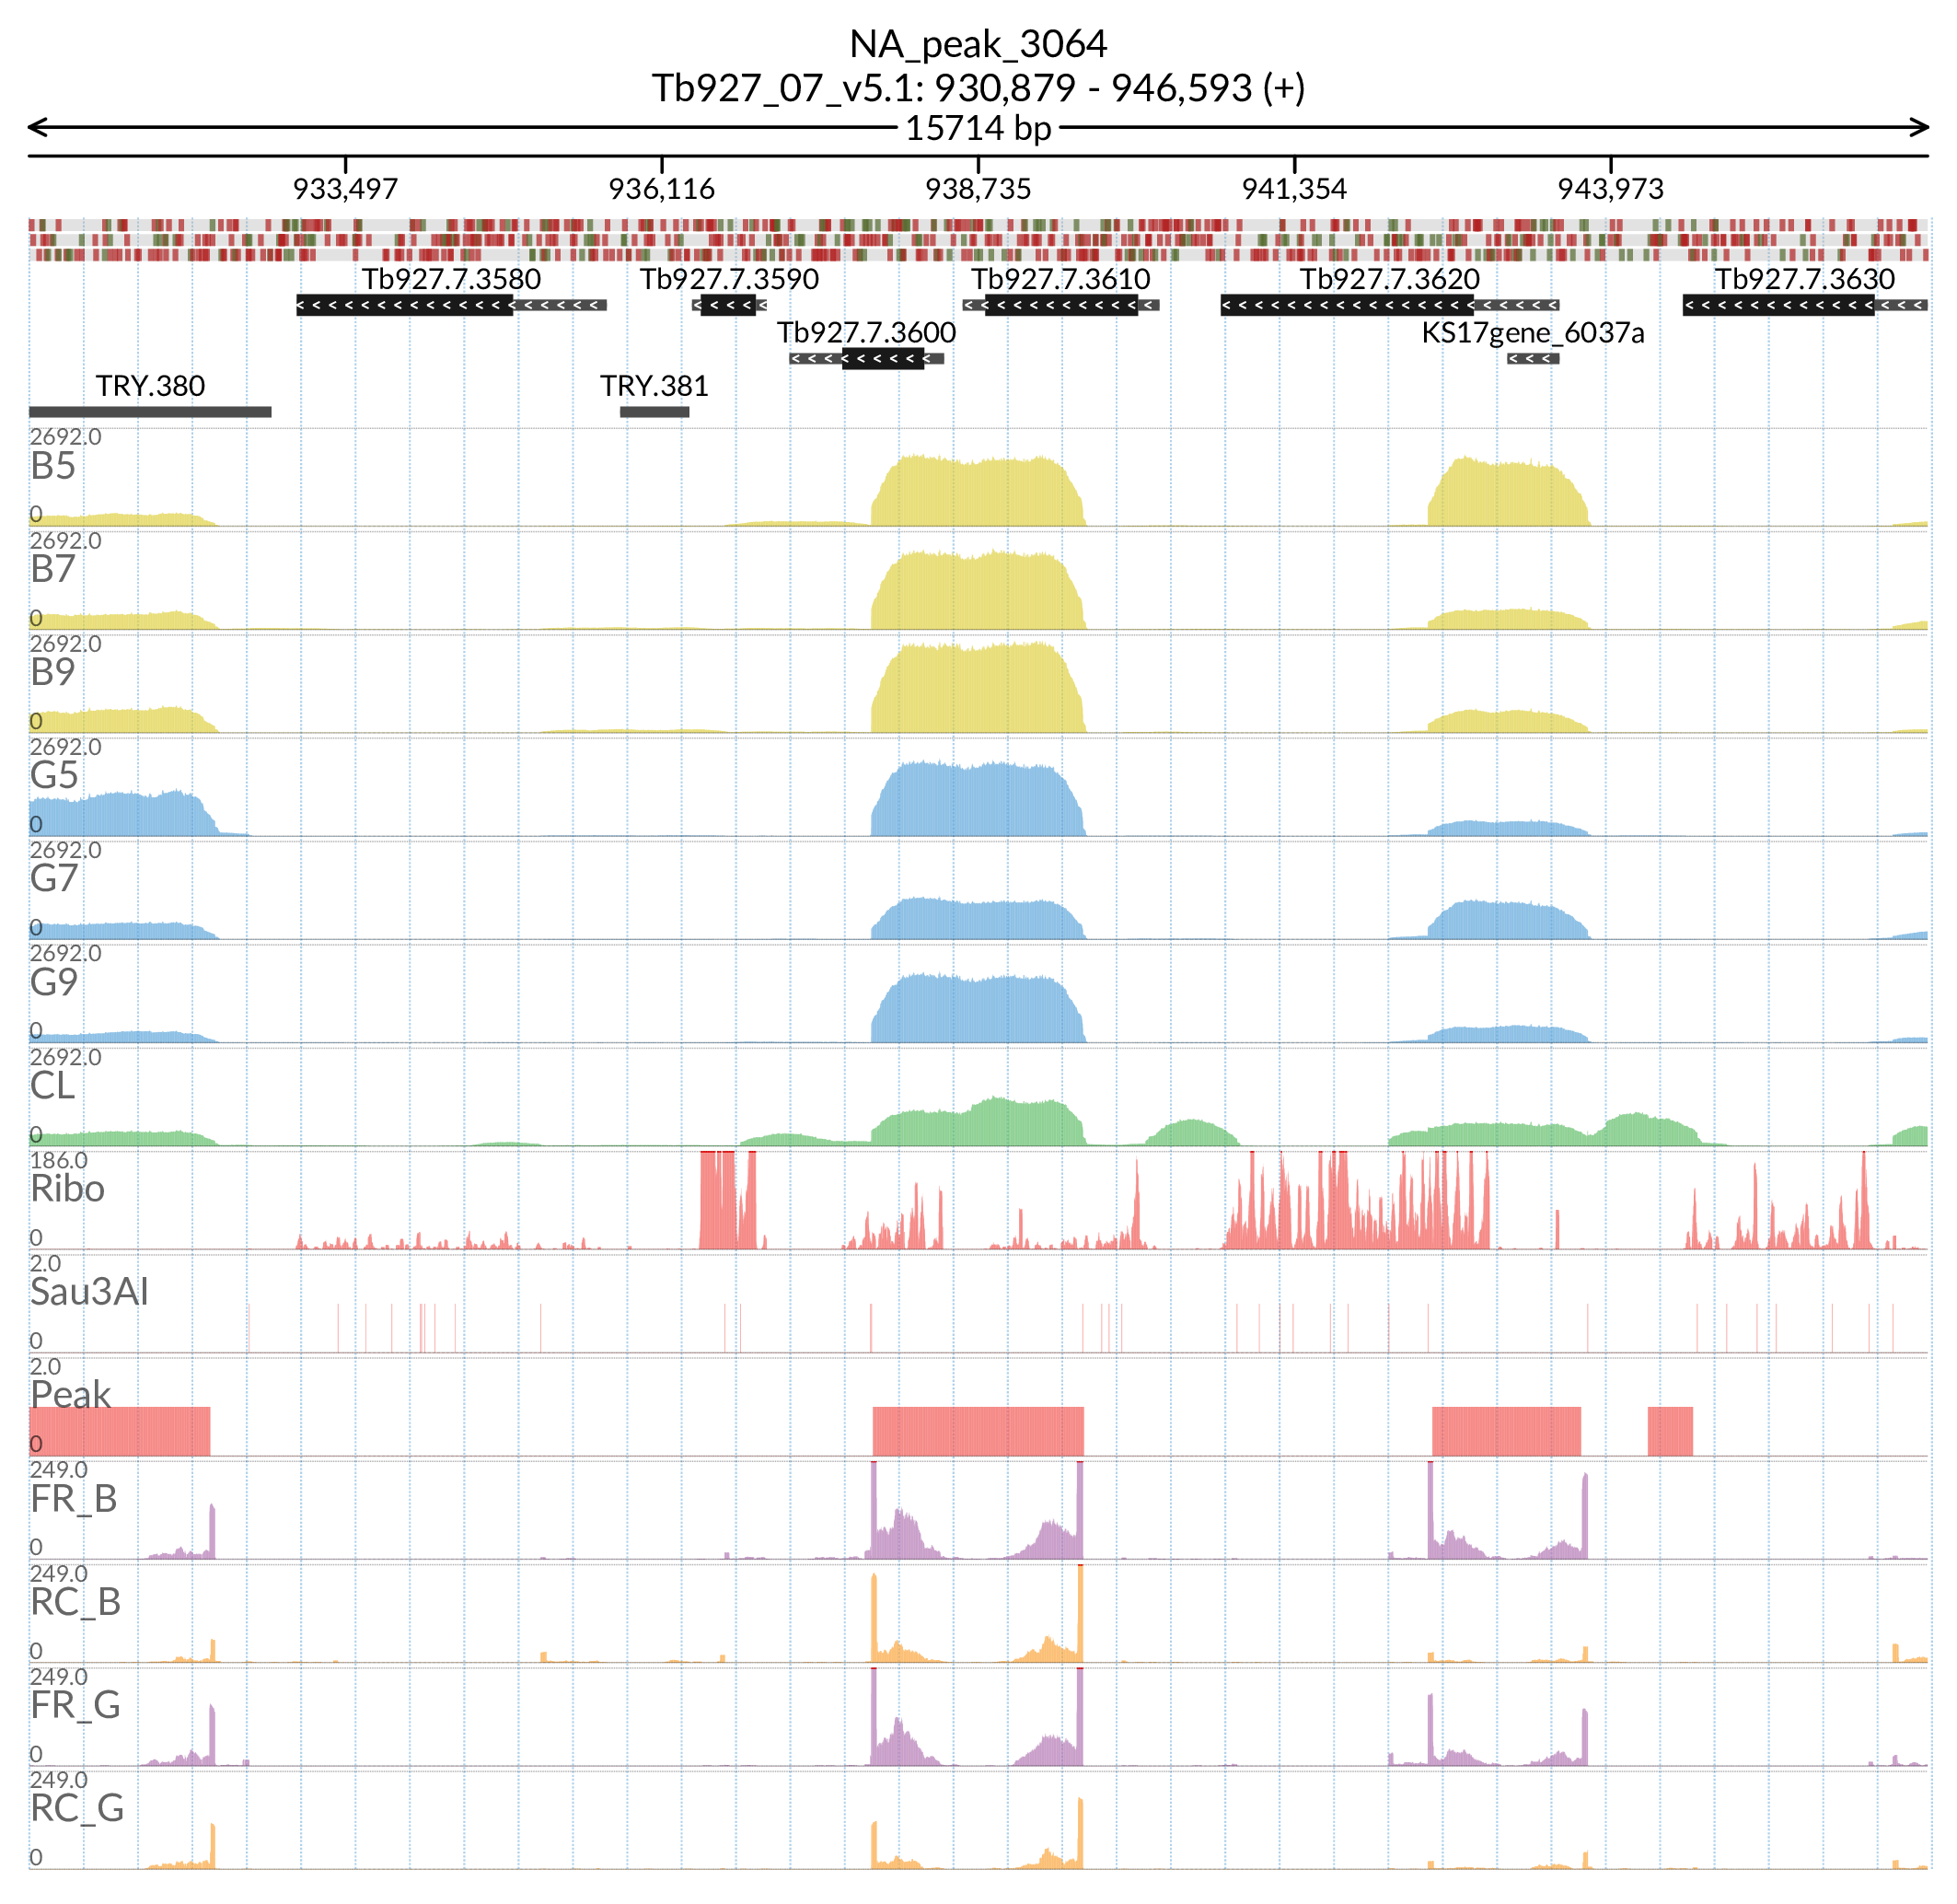 NA_peak_3064
Tb927_07_v5.1: 930,879 - 946,593 (+)
15714 bp
933,497 936,116 938,735 941,354 943,973
Tb927.7.3580 Tb927.7.3590 Tb927.7.3610 Tb927.7.3620 Tb927.7.3630
Tb927.7.3600 KS17gene_6037a
TRY.380 TRY.381
2692.0
B5
0
2692.0
B7
0
2692.0
B9
0
2692.0
G5
0
2692.0
G7
0
2692.0
G9
0
2692.0
CL
0
186.0
Ribo
0
2.0
Sau3AI
0
2.0
Peak
0
249.0
FR_B
0
249.0
RC_B
0
249.0
FR_G
0
249.0
RC_G
0